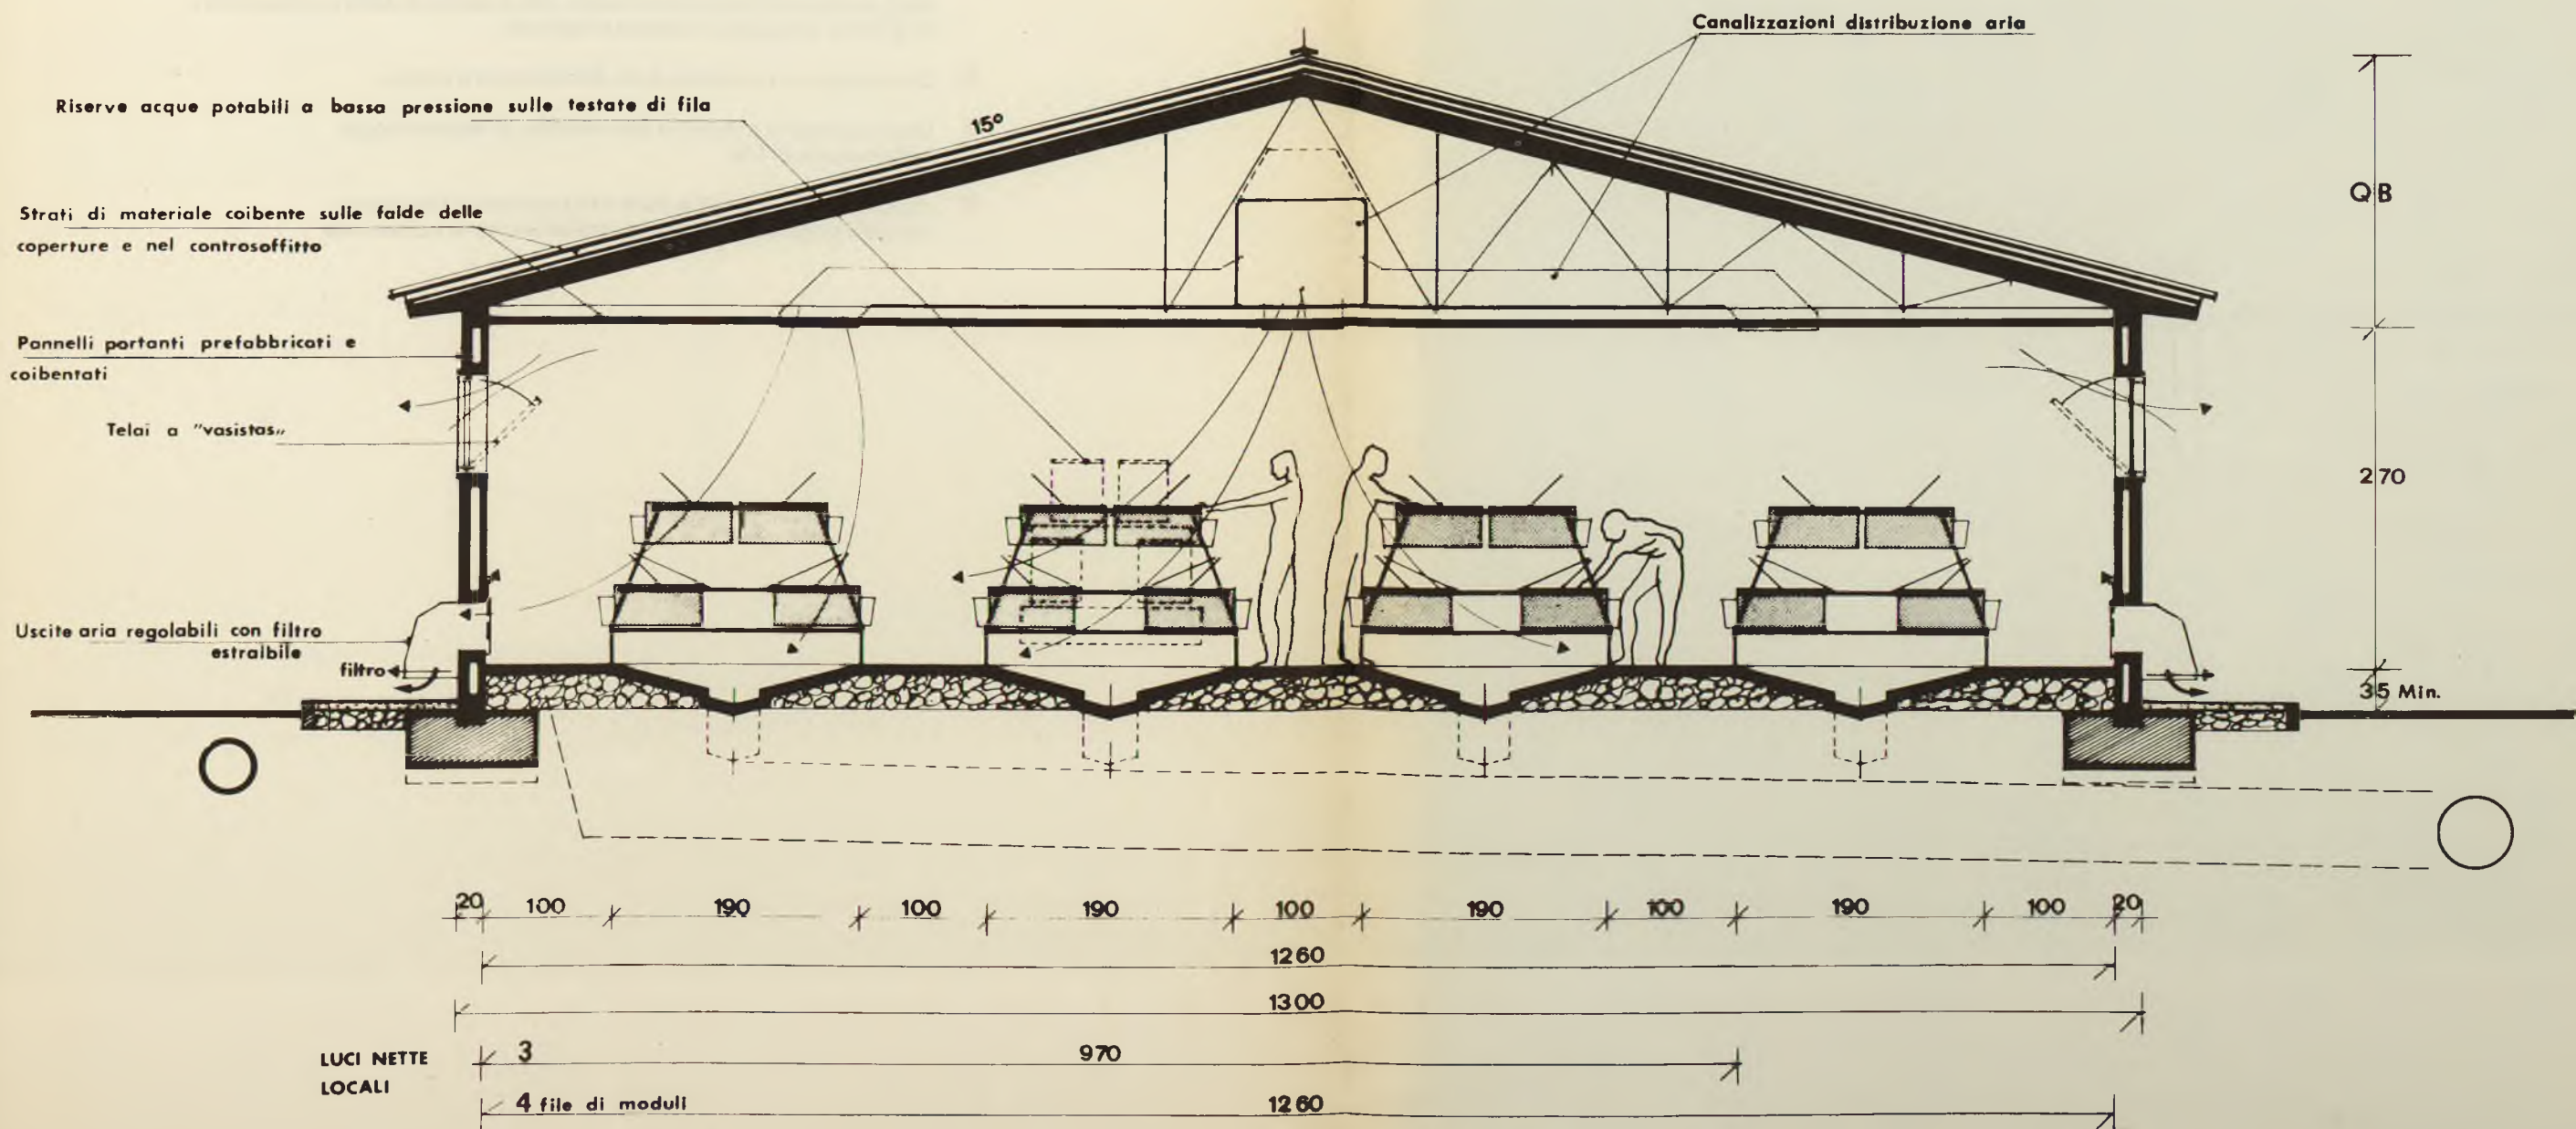 Canalizzazioni distribuzione aria
Riserve acque potabili a bassa pressione sulle testate di fila
15°
Strati di materiale coibente sulle falde delle
coperture e nel controsoffitto
QB
Pannelli portanti prefabbricati e
coibentati
Telai a "vasistas„
270
Uscite aria regolabili con filtro
estraibile
filtro
35 Min.
20 100 190 100 190 100 190 100 190 100 20
1260
1300
LUCI NETTE
LOCALI
3 970
4 file di moduli 1260